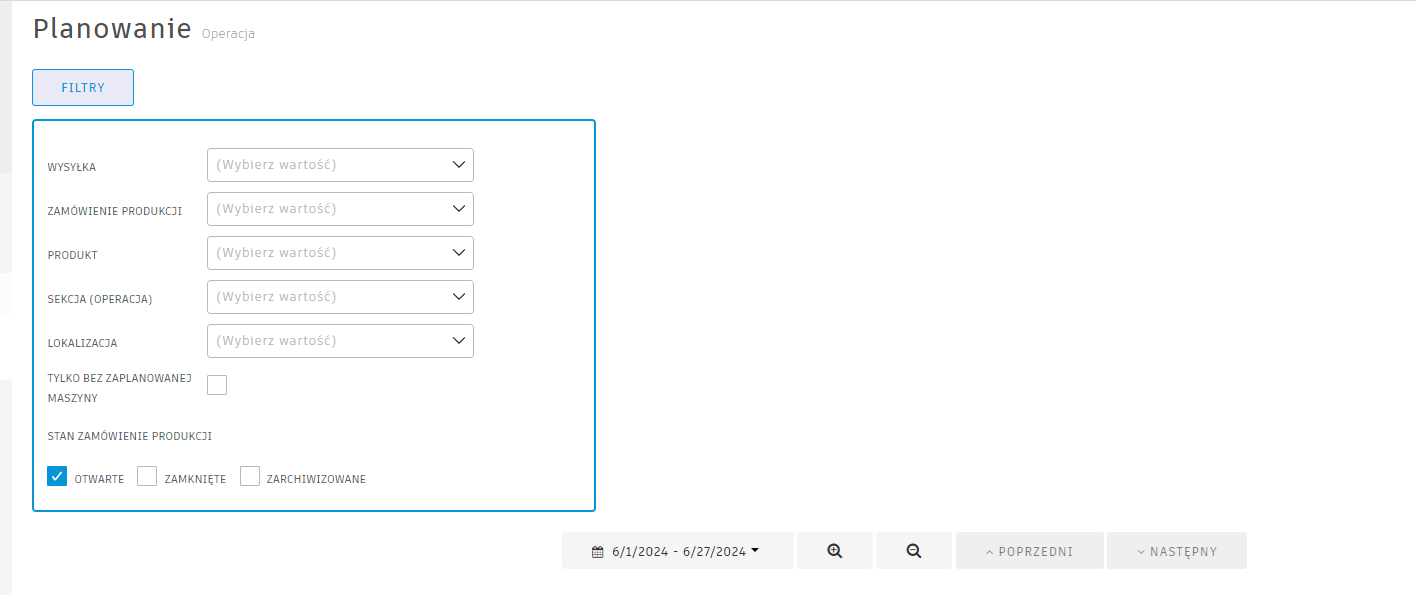 Planowanie Operacja
FILTRY
WYSYŁKA (Wybierz wartość)
ZAMÓWIENIE PRODUKCJI (Wybierz wartość)
PRODUKT (Wybierz wartość)
SEKCJA (OPERACJA) (Wybierz wartość)
LOKALIZACJA (Wybierz wartość)
TYLKO BEZ ZAPLANOWANEJ
MASZYNY
STAN ZAMÓWIENIE PRODUKCJI
OTWARTE ZAMKNIĘTE ZARCHIWIZOWANE
6/1/2024 - 6/27/2024 POPRZEDNI NASTĘPNY